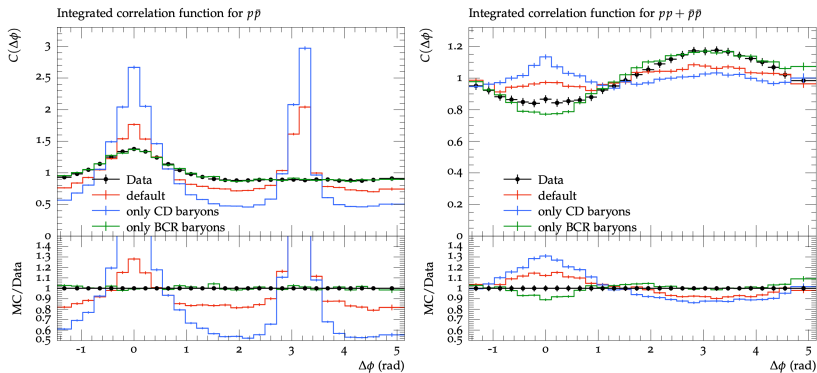 Integrated correlation function for pp̄
C(Δϕ)
3
2.5
2
1.5
1
0.5
0
Data
default
only CD baryons
only BCR baryons
MC/Data
1.4
1.3
1.2
1.1
1
0.9
0.8
0.7
0.6
0.5
-1 0 1 2 3 4 5
Δϕ (rad)
Integrated correlation function for pp + p̄p̄
C(Δϕ)
1.2
1
0.8
0.6
0.4
0.2
0
Data
default
only CD baryons
only BCR baryons
MC/Data
1.4
1.3
1.2
1.1
1
0.9
0.8
0.7
0.6
0.5
-1 0 1 2 3 4 5
Δϕ (rad)